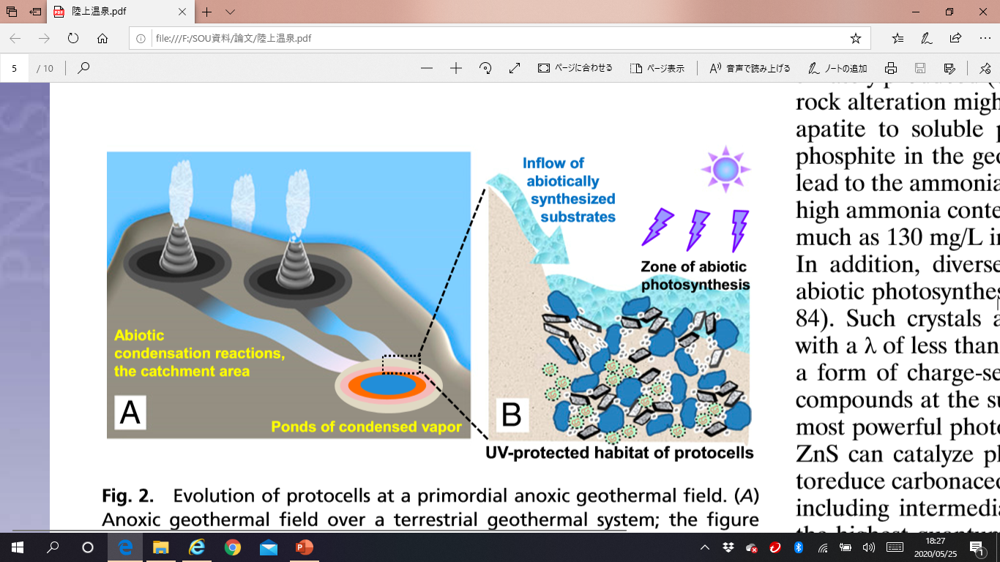 陸上温泉.pdf
file:///F:/SOU資料/論文/陸上温泉.pdf
5 / 10
ページに合わせる
ページ表示
音声で読み上げる
ノートの追加
PNAS
Inflow of
abiotically
synthesized
substrates
Zone of abiotic
photosynthesis
Abiotic
condensation reactions,
the catchment area
A
Ponds of condensed vapor
B
UV-protected habitat of protocells
Fig. 2. Evolution of protocells at a primordial anoxic geothermal field. (A)
Anoxic geothermal field over a terrestrial geothermal system; the figure
rock alteration migh
apatite to soluble p
phosphite in the geo
lead to the ammonia
high ammonia conte
much as 130 mg/L i
In addition, diverse
abiotic photosynthes
84). Such crystals a
with a λ of less than
a form of charge-se
compounds at the su
most powerful photo
ZnS can catalyze pl
toreduce carbonaceo
including intermedia
18:27
2020/05/25
1